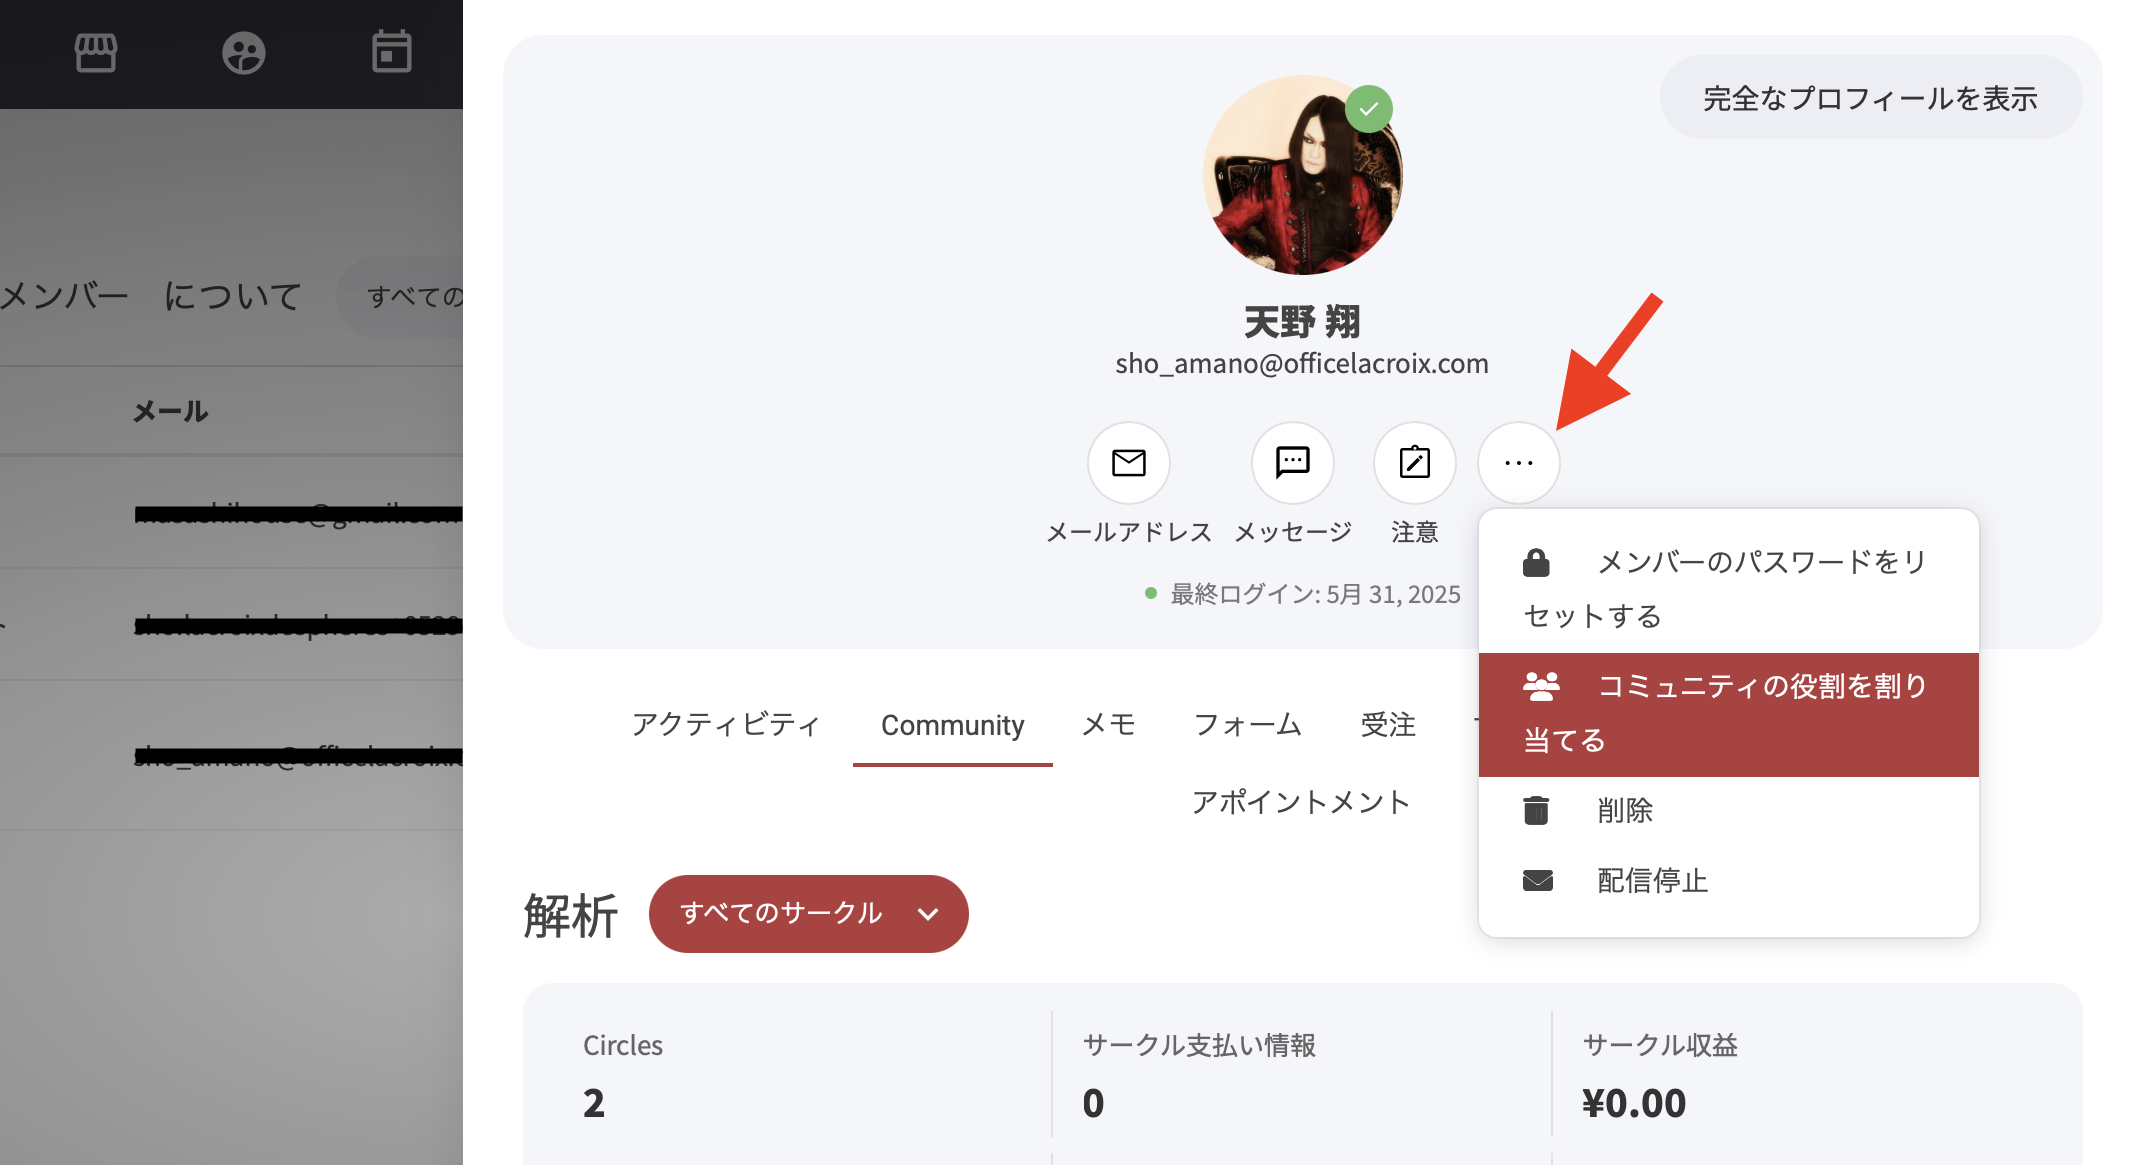 メンバー について すべての
メール
完全なプロフィールを表示
天野 翔
sho_amano@officelacroix.com
メールアドレス メッセージ 注意
最終ログイン: 5月 31, 2025
メンバーのパスワードをリ
セットする
コミュニティの役割を割り
当てる
削除
配信停止
アクティビティ Community メモ フォーム 受注
アポイントメント
解析 すべてのサークル
Circles サークル支払い情報 サークル収益
2 0 ¥0.00